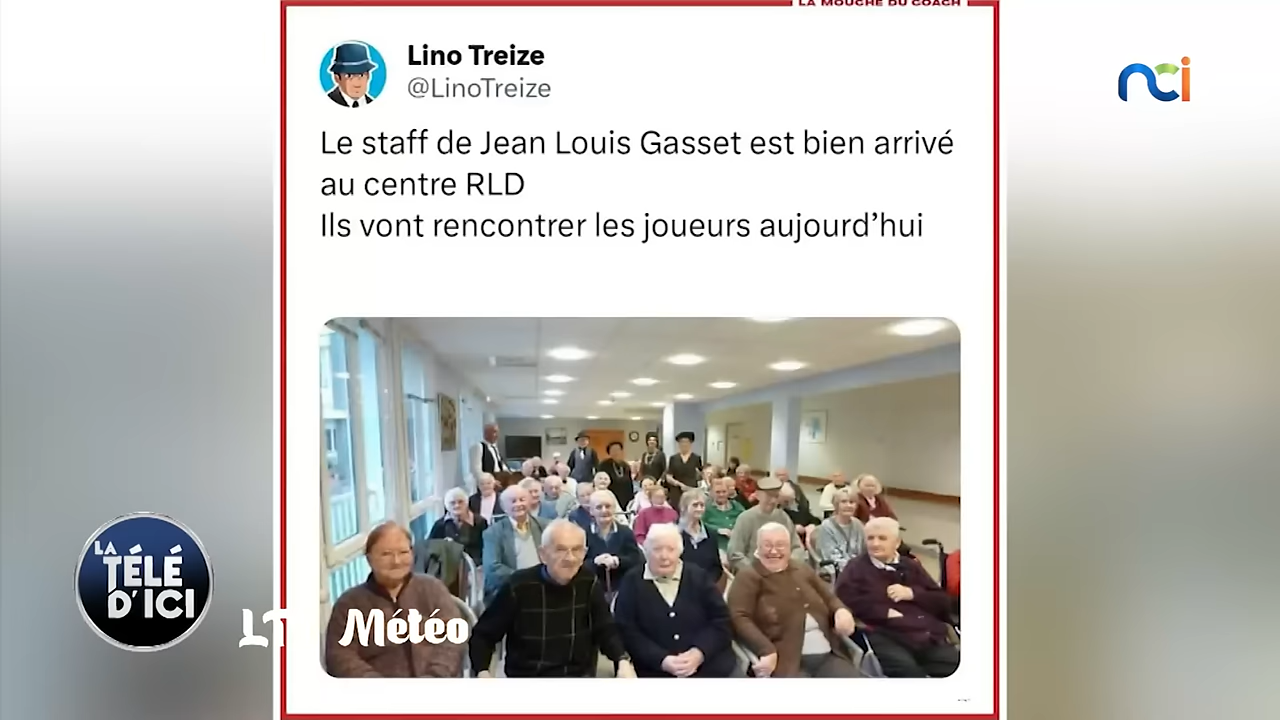 LA MOUCHE DU COACH
nci
Lino Treize
@LinoTreize
Le staff de Jean Louis Gasset est bien arrivé
au centre RLD
Ils vont rencontrer les joueurs aujourd’hui
LA
TÉLÉ
D'ICI
LT Météo